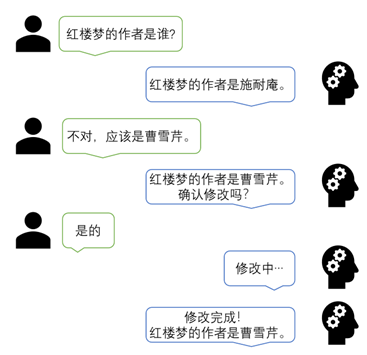 红楼梦的作者是谁?
红楼梦的作者是施耐庵。
不对，应该是曹雪芹。
红楼梦的作者是曹雪芹。
确认修改吗?
是的
修改中…
修改完成!
红楼梦的作者是曹雪芹。